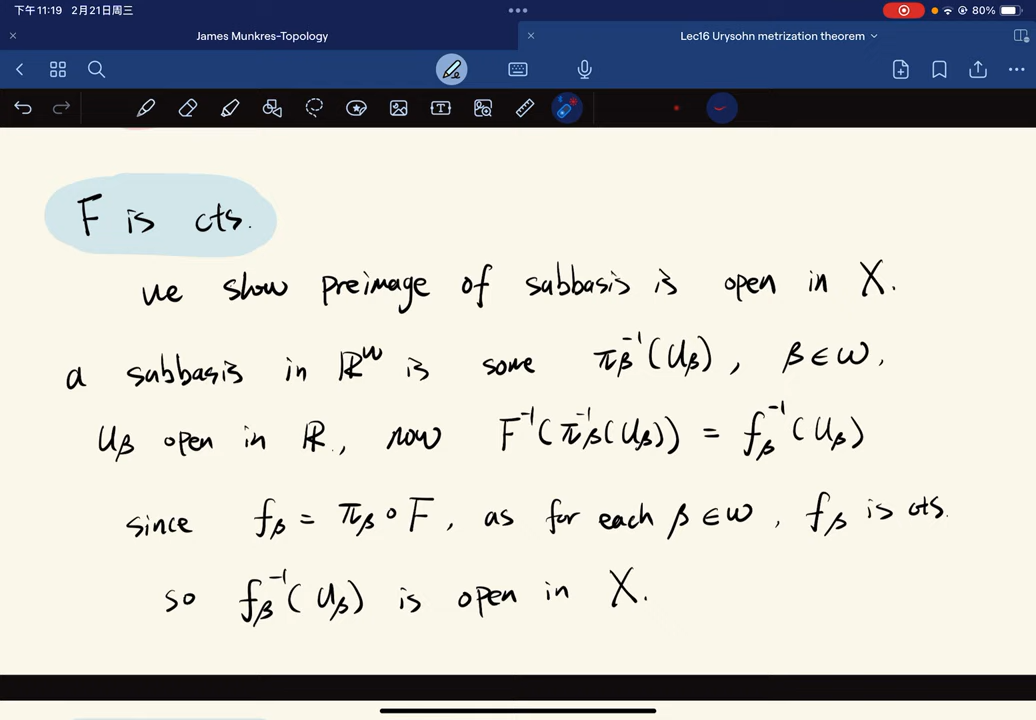 下午11:19 2月21日周三
80%
James Munkres-Topology
Lec16 Urysohn metrization theorem
F is cts.
we show preimage of subbasis is open in X.
a subbasis in ℝ^ω is some π_β^{-1}(U_β), β∈ω,
U_β open in ℝ, now F^{-1}(π^{-1}_β(U_β)) = f_β^{-1}(U_β)
since f_β = π_β∘F, as for each β∈ω, f_β is cts.
so f_β^{-1}(U_β) is open in X.